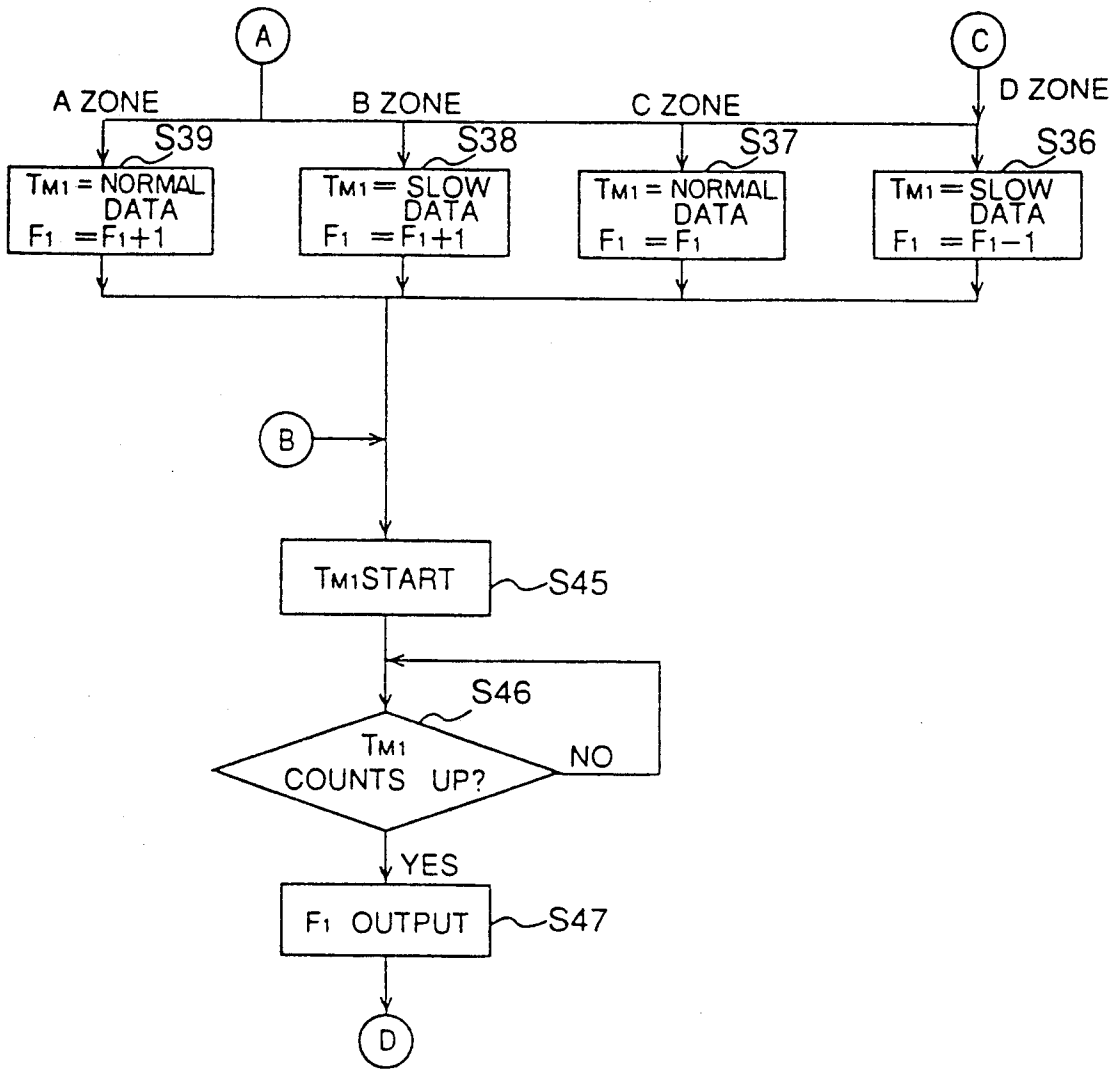 A
C
A ZONE
B ZONE
C ZONE
D ZONE
S39
S38
S37
S36
TM1 = NORMAL
DATA
F1 = F1+1
TM1 = SLOW
DATA
F1 = F1+1
TM1 = NORMAL
DATA
F1 = F1
TM1 = SLOW
DATA
F1 = F1-1
B
TM1 START
S45
S46
TM1
COUNTS UP?
NO
YES
F1 OUTPUT
S47
D